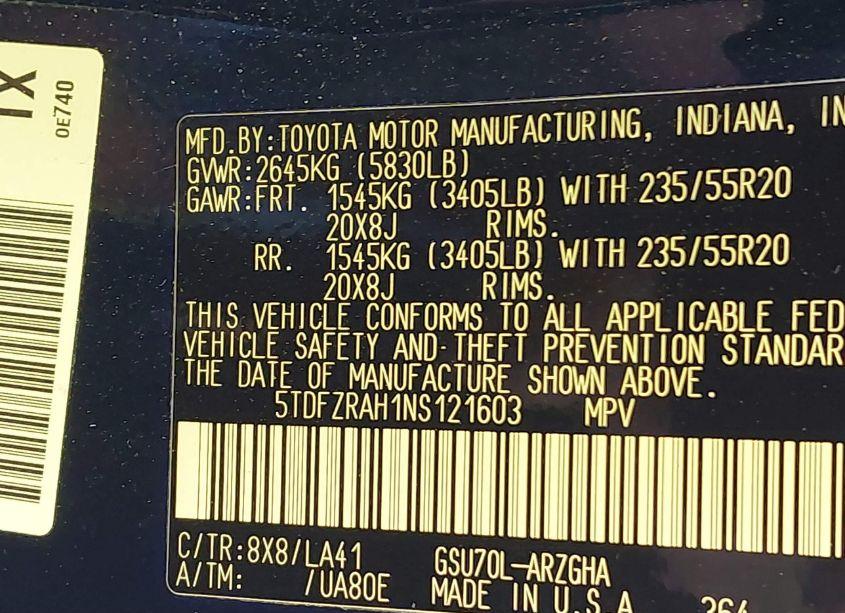 1X
0E740
MFD.BY:TOYOTA MOTOR MANUFACTURING, INDIANA, IN
GVWR:2645KG (5830LB)
GAWR:FRT. 1545KG (3405LB) WITH 235/55R20
20X8J RIMS.
RR. 1545KG (3405LB) WITH 235/55R20
20X8J RIMS.
THIS VEHICLE CONFORMS TO ALL APPLICABLE FED
VEHICLE SAFETY AND THEFT PREVENTION STANDAR
THE DATE OF MANUFACTURE SHOWN ABOVE.
5TDFZRAH1NS121603 MPV
C/TR:8X8/LA41 GSU70L-ARZGHA
A/TM: /UA80E MADE IN U.S.A 264